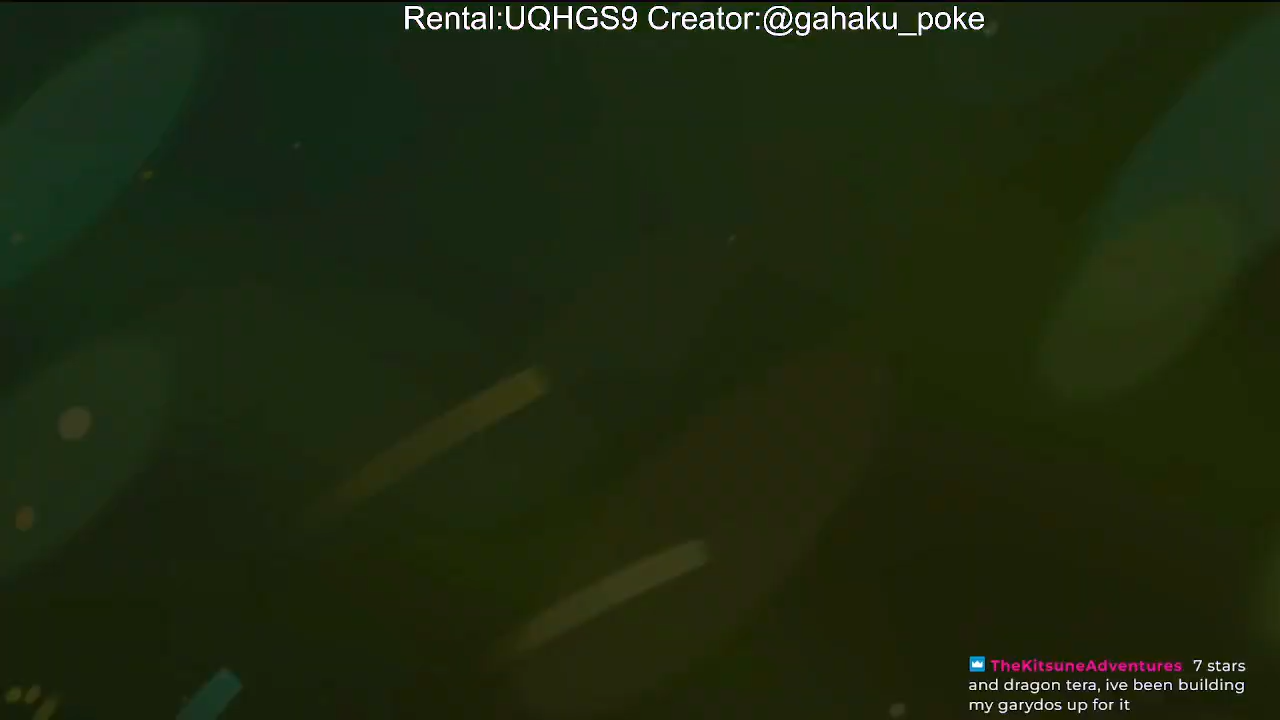 Rental:UQHGS9 Creator:@gahaku_poke
TheKitsuneAdventures 7 stars
and dragon tera, ive been building
my garydos up for it